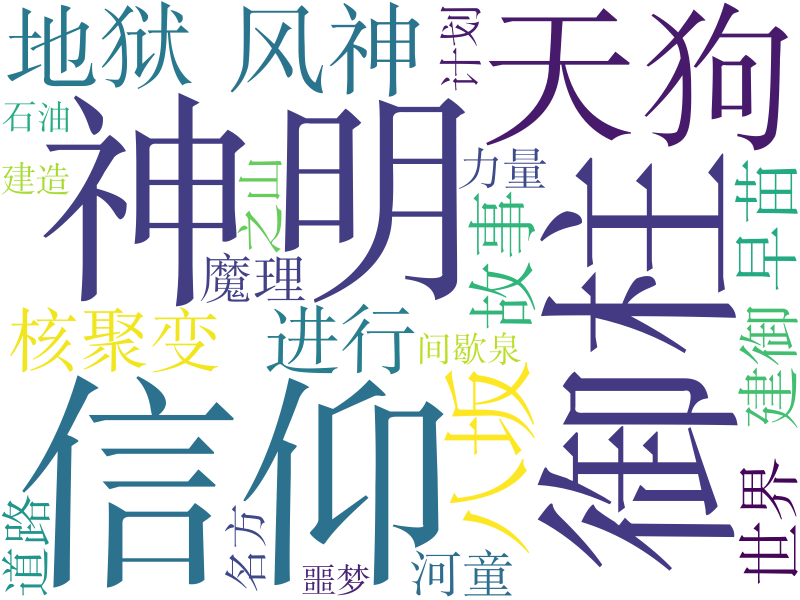 地狱
风神
计划
天狗
石油
神明
力量
建造
之山
故事
御柱
早苗
魔理
核聚变
进行
间歇泉
八坂
建御
信仰
道路
名方
噩梦
河童
世界